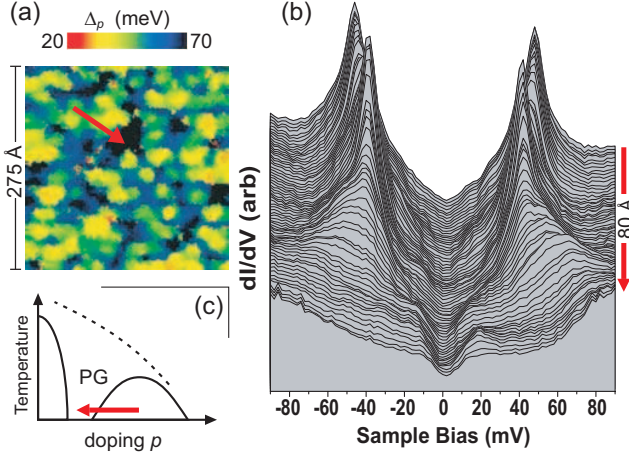 (a)
Δp (meV)
20 70
275 Å
(b)
dI/dV (arb)
80 Å
-80 -60 -40 -20 0 20 40 60 80
Sample Bias (mV)
(c)
Temperature
PG
doping p